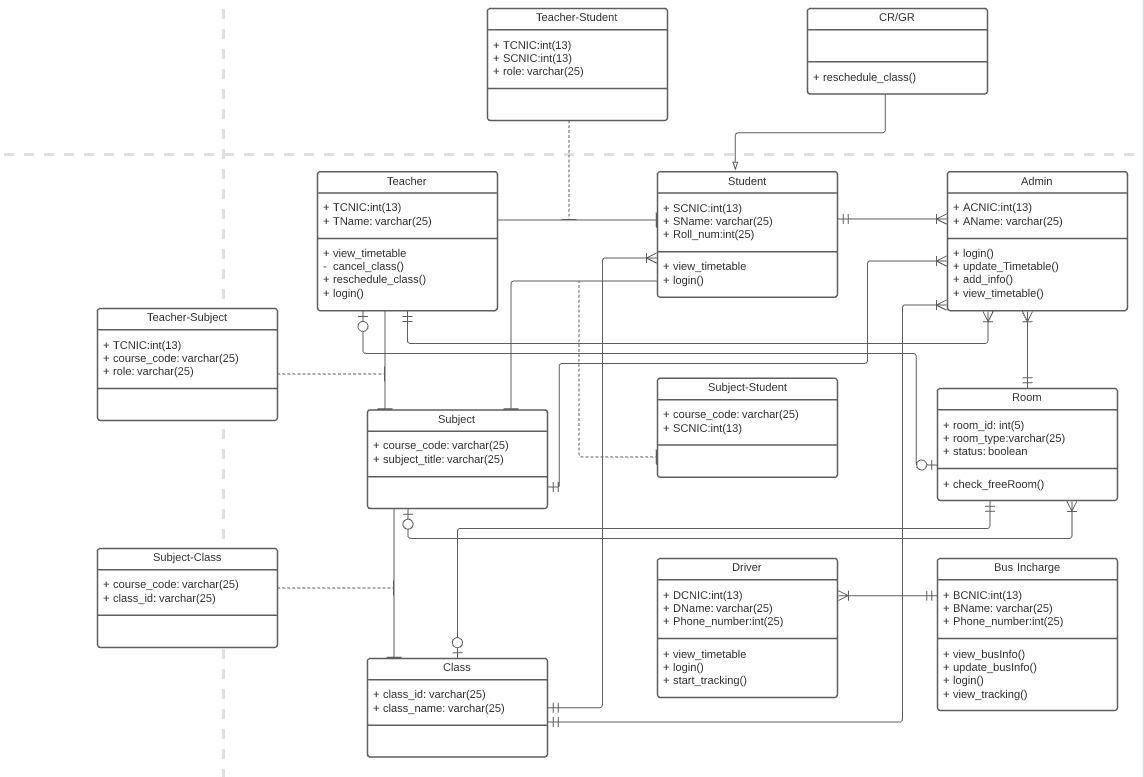 Teacher-Student
+ TCNIC:int(13)
+ SCNIC:int(13)
+ role: varchar(25)
CR/GR
+ reschedule_class()
Teacher
+ TCNIC:int(13)
+ TName: varchar(25)
+ view_timetable
- cancel_class()
+ reschedule_class()
+ login()
Student
+ SCNIC:int(13)
+ SName: varchar(25)
+ Roll_num:int(25)
+ view_timetable
+ login()
Admin
+ ACNIC:int(13)
+ AName: varchar(25)
+ login()
+ update_Timetable()
+ add_info()
+ view_timetable()
Teacher-Subject
+ TCNIC:int(13)
+ course_code: varchar(25)
+ role: varchar(25)
Subject
+ course_code: varchar(25)
+ subject_title: varchar(25)
Subject-Student
+ course_code: varchar(25)
+ SCNIC:int(13)
Room
+ room_id: int(5)
+ room_type:varchar(25)
+ status: boolean
+ check_freeRoom()
Subject-Class
+ course_code: varchar(25)
+ class_id: varchar(25)
Driver
+ DCNIC:int(13)
+ DName: varchar(25)
+ Phone_number:int(25)
+ view_timetable
+ login()
+ start_tracking()
Bus Incharge
+ BCNIC:int(13)
+ BName: varchar(25)
+ Phone_number:int(25)
+ view_busInfo()
+ update_busInfo()
+ login()
+ view_tracking()
Class
+ class_id: varchar(25)
+ class_name: varchar(25)